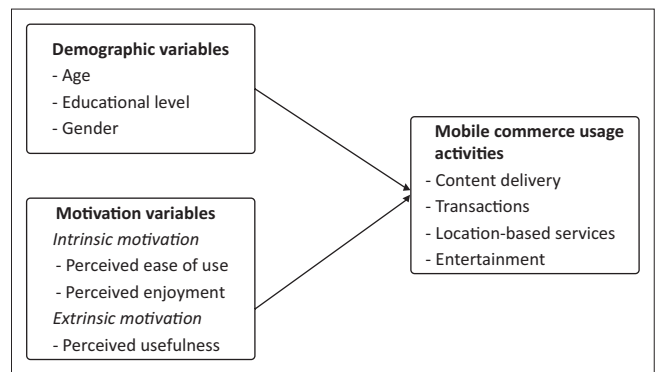 Demographic variables
- Age
- Educational level
- Gender
Motivation variables
Intrinsic motivation
- Perceived ease of use
- Perceived enjoyment
Extrinsic motivation
- Perceived usefulness
Mobile commerce usage
activities
- Content delivery
- Transactions
- Location-based services
- Entertainment